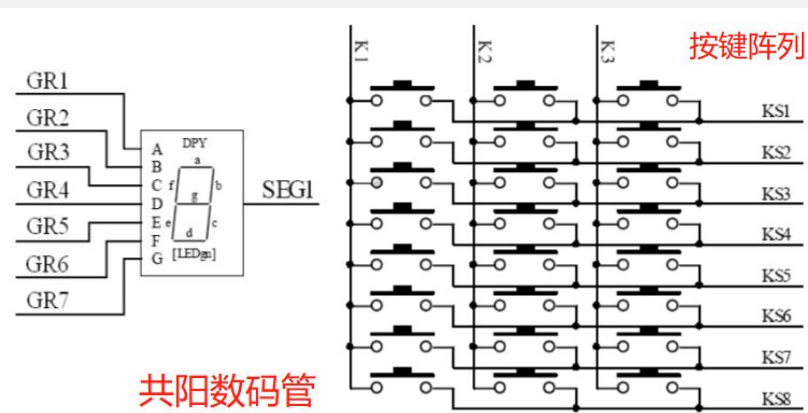 GR1
GR2
GR3
GR4
GR5
GR6
GR7
DPY
A
B
C
D
E
F
G
a
f
b
g
e
c
d
[LEDgn]
SEG1
共阳数码管
K1
K2
K3
按键阵列
KS1
KS2
KS3
KS4
KS5
KS6
KS7
KS8